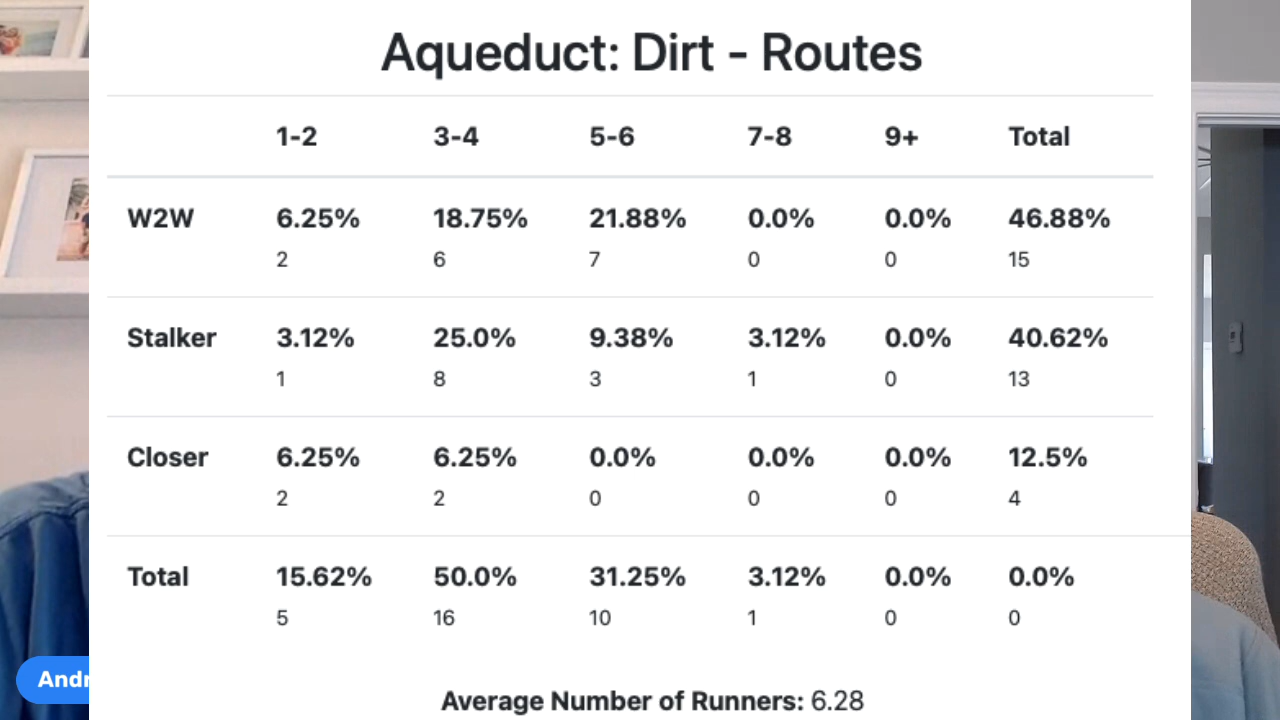 Aqueduct: Dirt - Routes
1-2 3-4 5-6 7-8 9+ Total
W2W 6.25% 18.75% 21.88% 0.0% 0.0% 46.88%
2 6 7 0 0 15
Stalker 3.12% 25.0% 9.38% 3.12% 0.0% 40.62%
1 8 3 1 0 13
Closer 6.25% 6.25% 0.0% 0.0% 0.0% 12.5%
2 2 0 0 0 4
Total 15.62% 50.0% 31.25% 3.12% 0.0% 0.0%
5 16 10 1 0 0
Andr
Average Number of Runners: 6.28